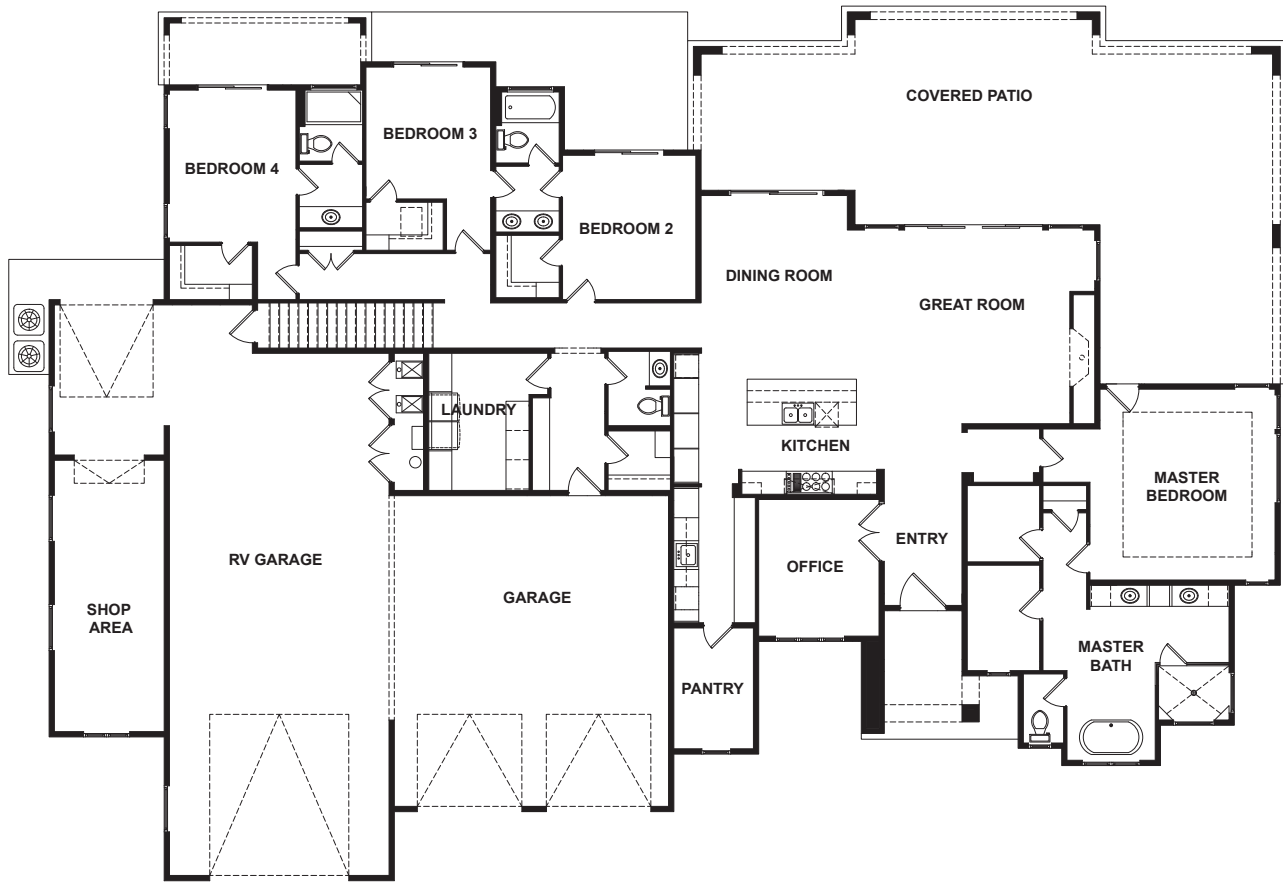 COVERED PATIO
BEDROOM 3
BEDROOM 4
BEDROOM 2
DINING ROOM
GREAT ROOM
LAUNDRY
KITCHEN
MASTER
BEDROOM
ENTRY
RV GARAGE
OFFICE
GARAGE
SHOP
AREA
MASTER
BATH
PANTRY